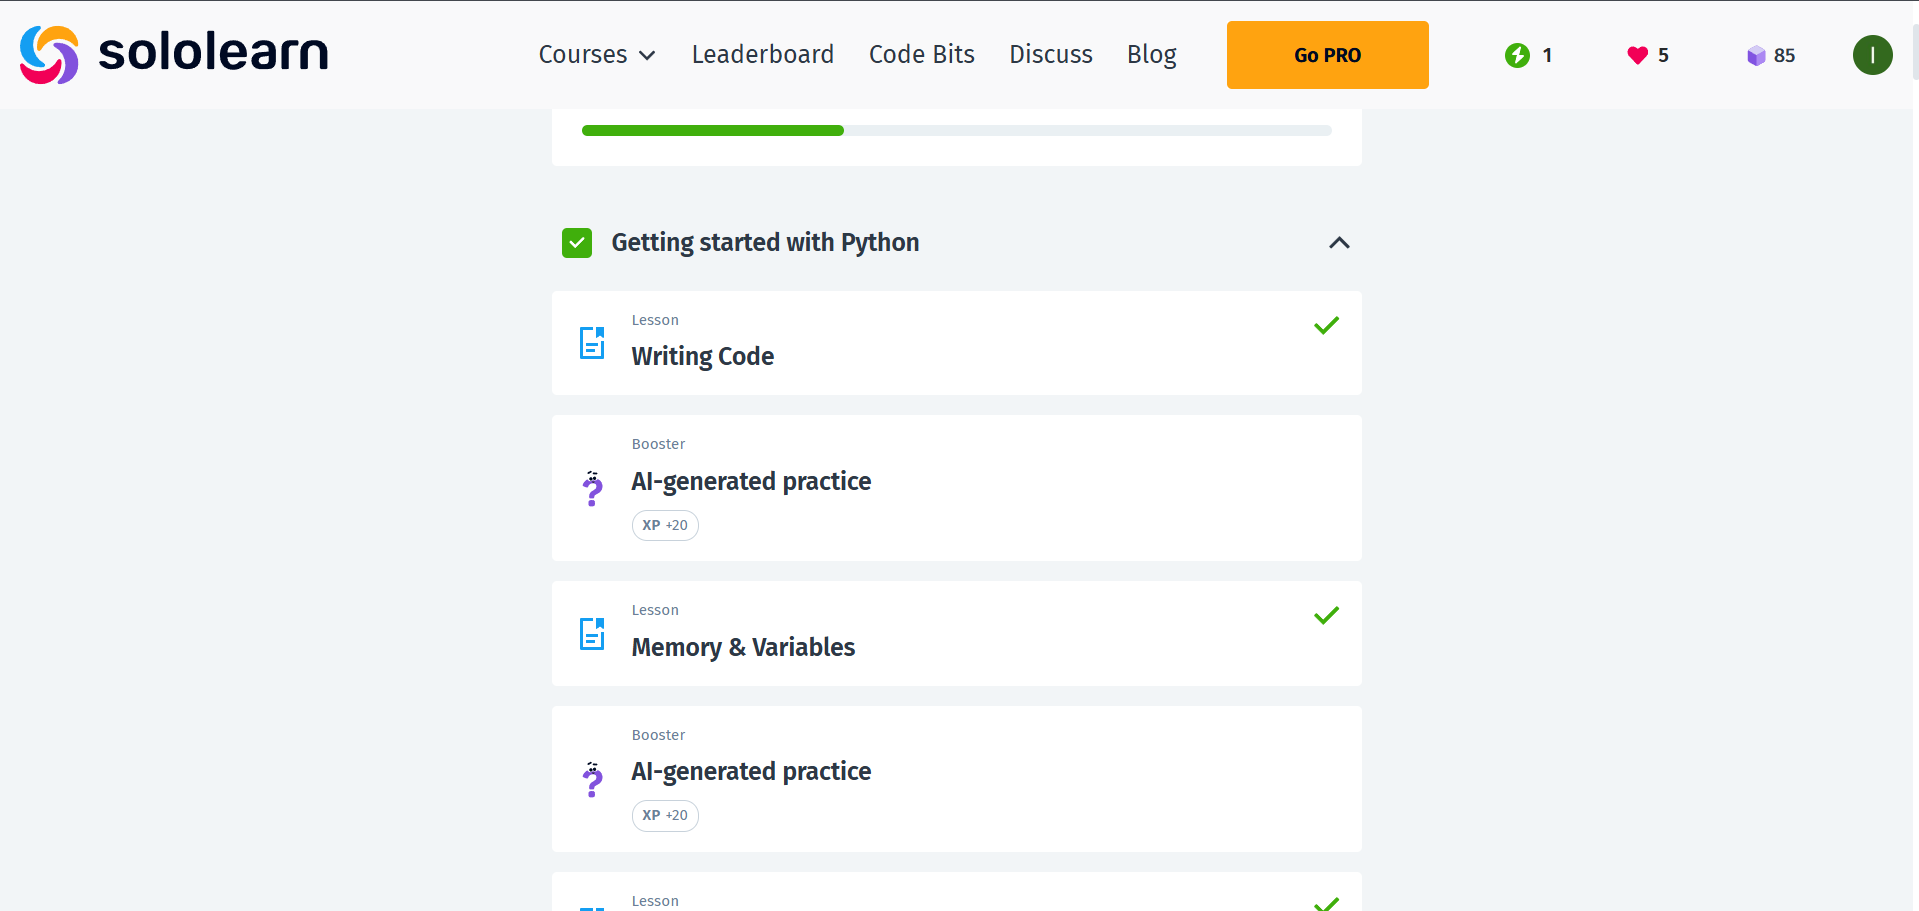 sololearn
Courses Leaderboard Code Bits Discuss Blog Go PRO 1 5 85 I
Getting started with Python
Lesson
Writing Code
Booster
AI-generated practice
XP +20
Lesson
Memory & Variables
Booster
AI-generated practice
XP +20
Lesson